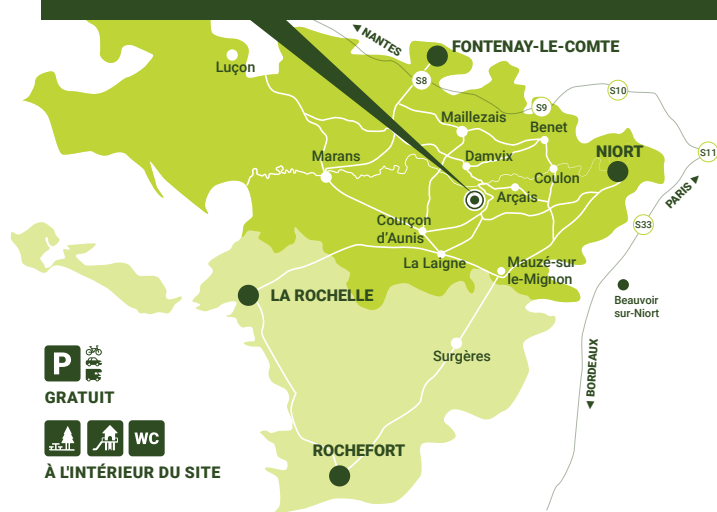 ◄ NANTES
FONTENAY-LE-COMTE
Luçon
S8
S10
S9
Maillezais
Benet
NIORT
S11
Marans
Damvix
Coulon
PARIS ►
Arçais
S33
Courçon
d'Aunis
La Laigne
Mauzé-sur
le-Mignon
LA ROCHELLE
Beauvoir
sur-Niort
◄ BORDEAUX
Surgères
P
GRATUIT
WC
ROCHEFORT
À L'INTÉRIEUR DU SITE